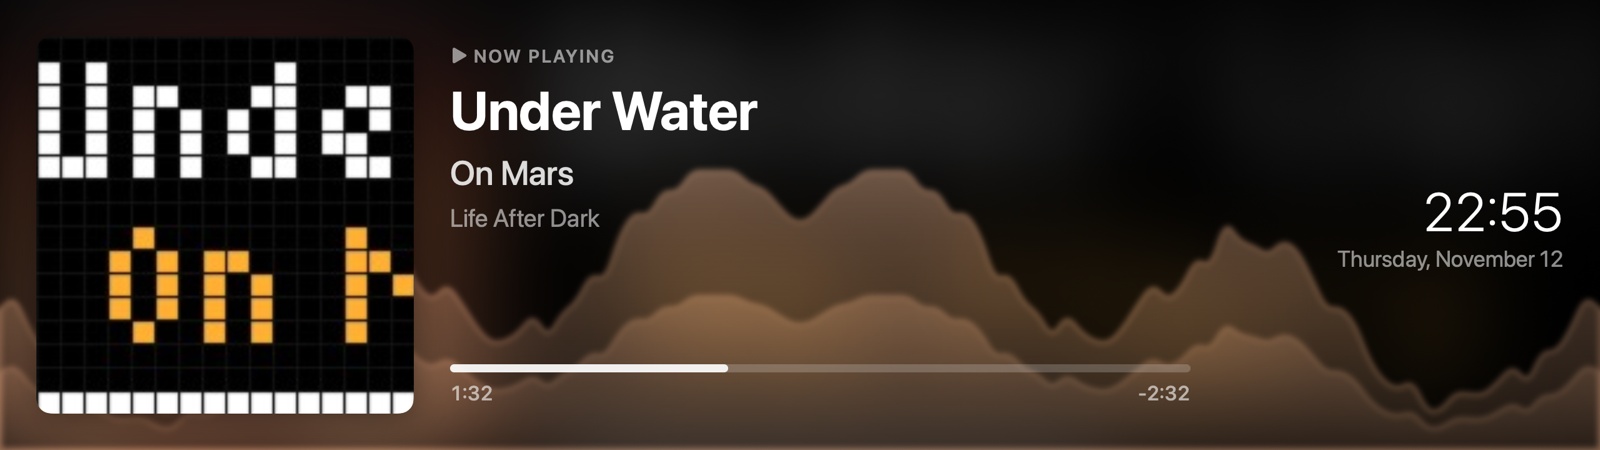 Unde
On M
NOW PLAYING
Under Water
On Mars
Life After Dark
1:32
-2:32
22:55
Thursday, November 12